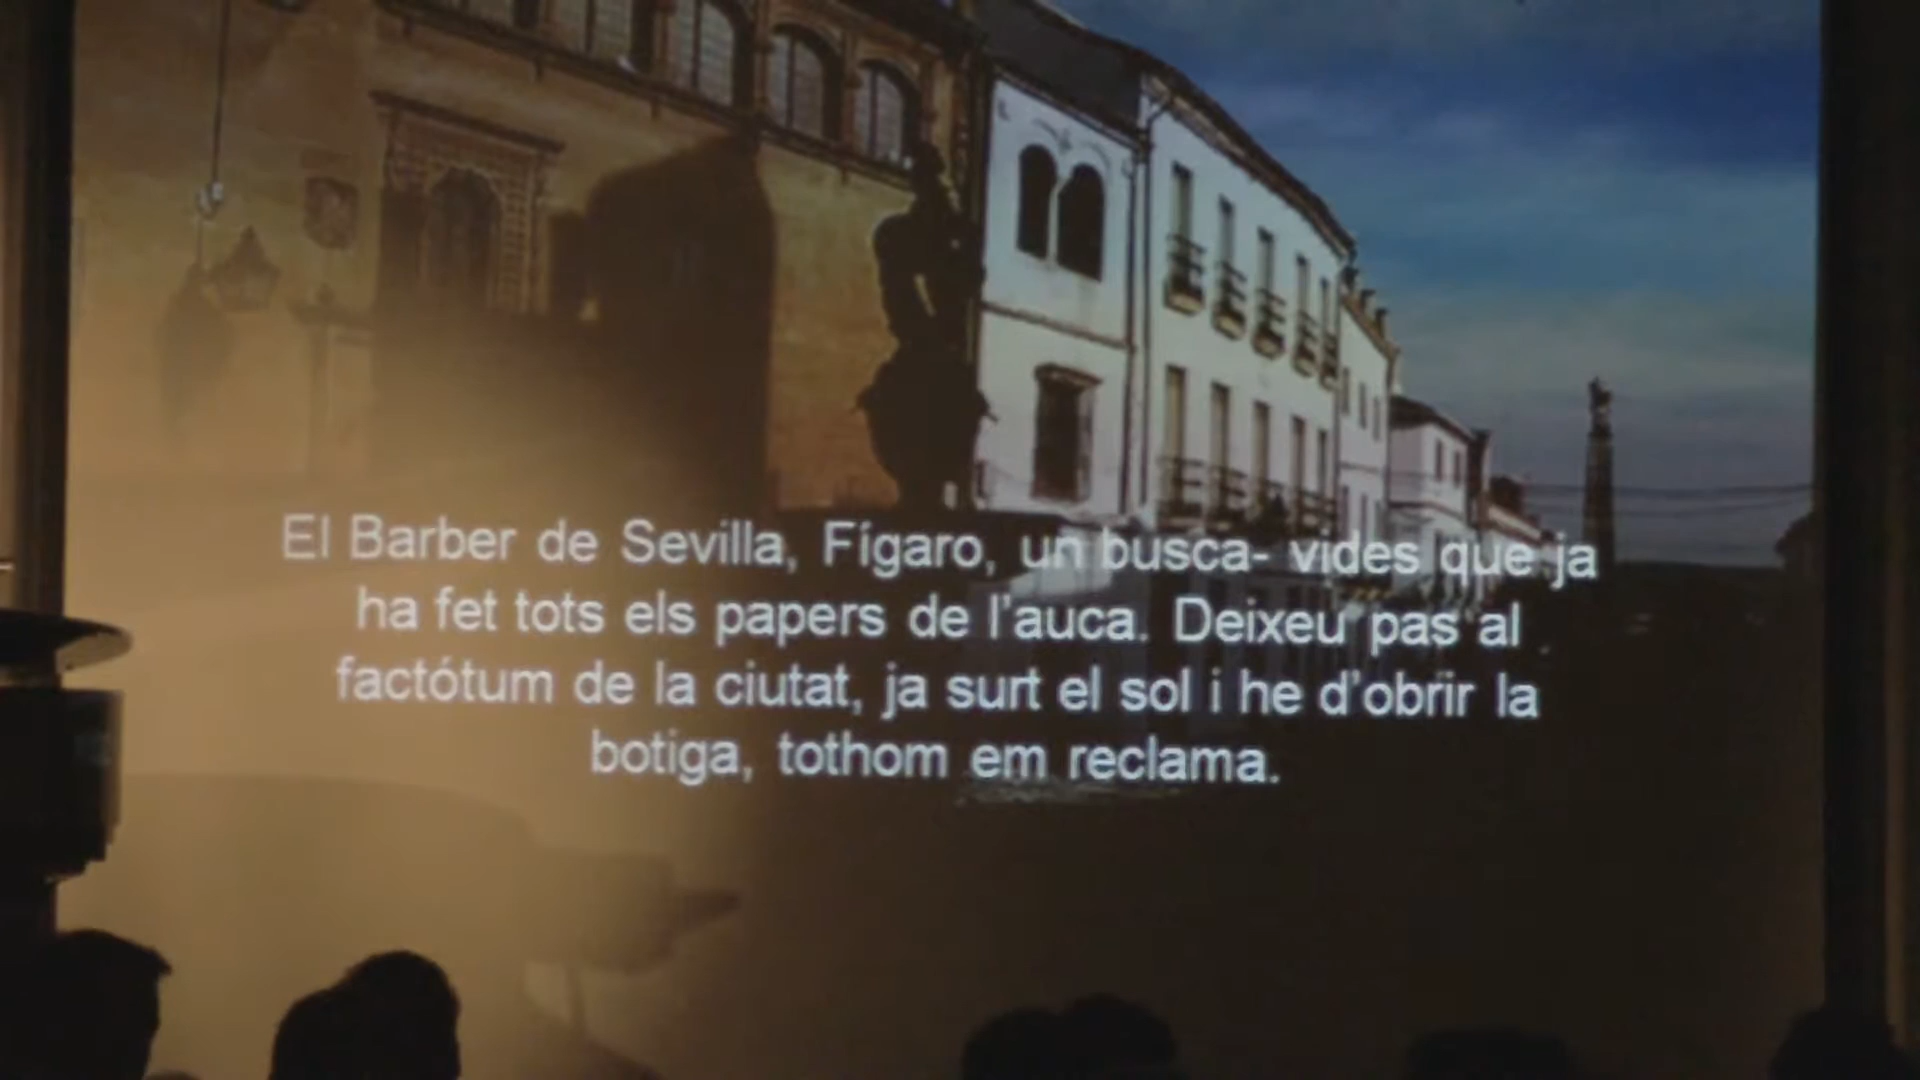 El Barber de Sevilla, Fígaro, un busca- vides que ja
ha fet tots els papers de l'auca. Deixeu pas al
factótum de la ciutat, ja surt el sol i he d'obrir la
botiga, tothom em reclama.